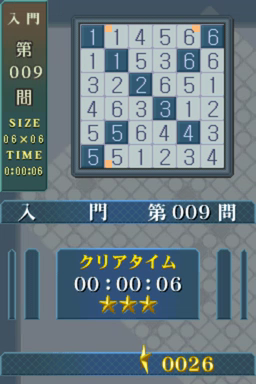 入門
第
009
問
SIZE
06×06
TIME
0:00:06
1 1 4 5 6 6
1 1 5 3 6 6
3 2 2 6 5 1
4 6 3 3 1 2
5 5 6 4 4 3
5 5 1 2 3 4
入 門 第009問
クリアタイム
00:00:06
0026